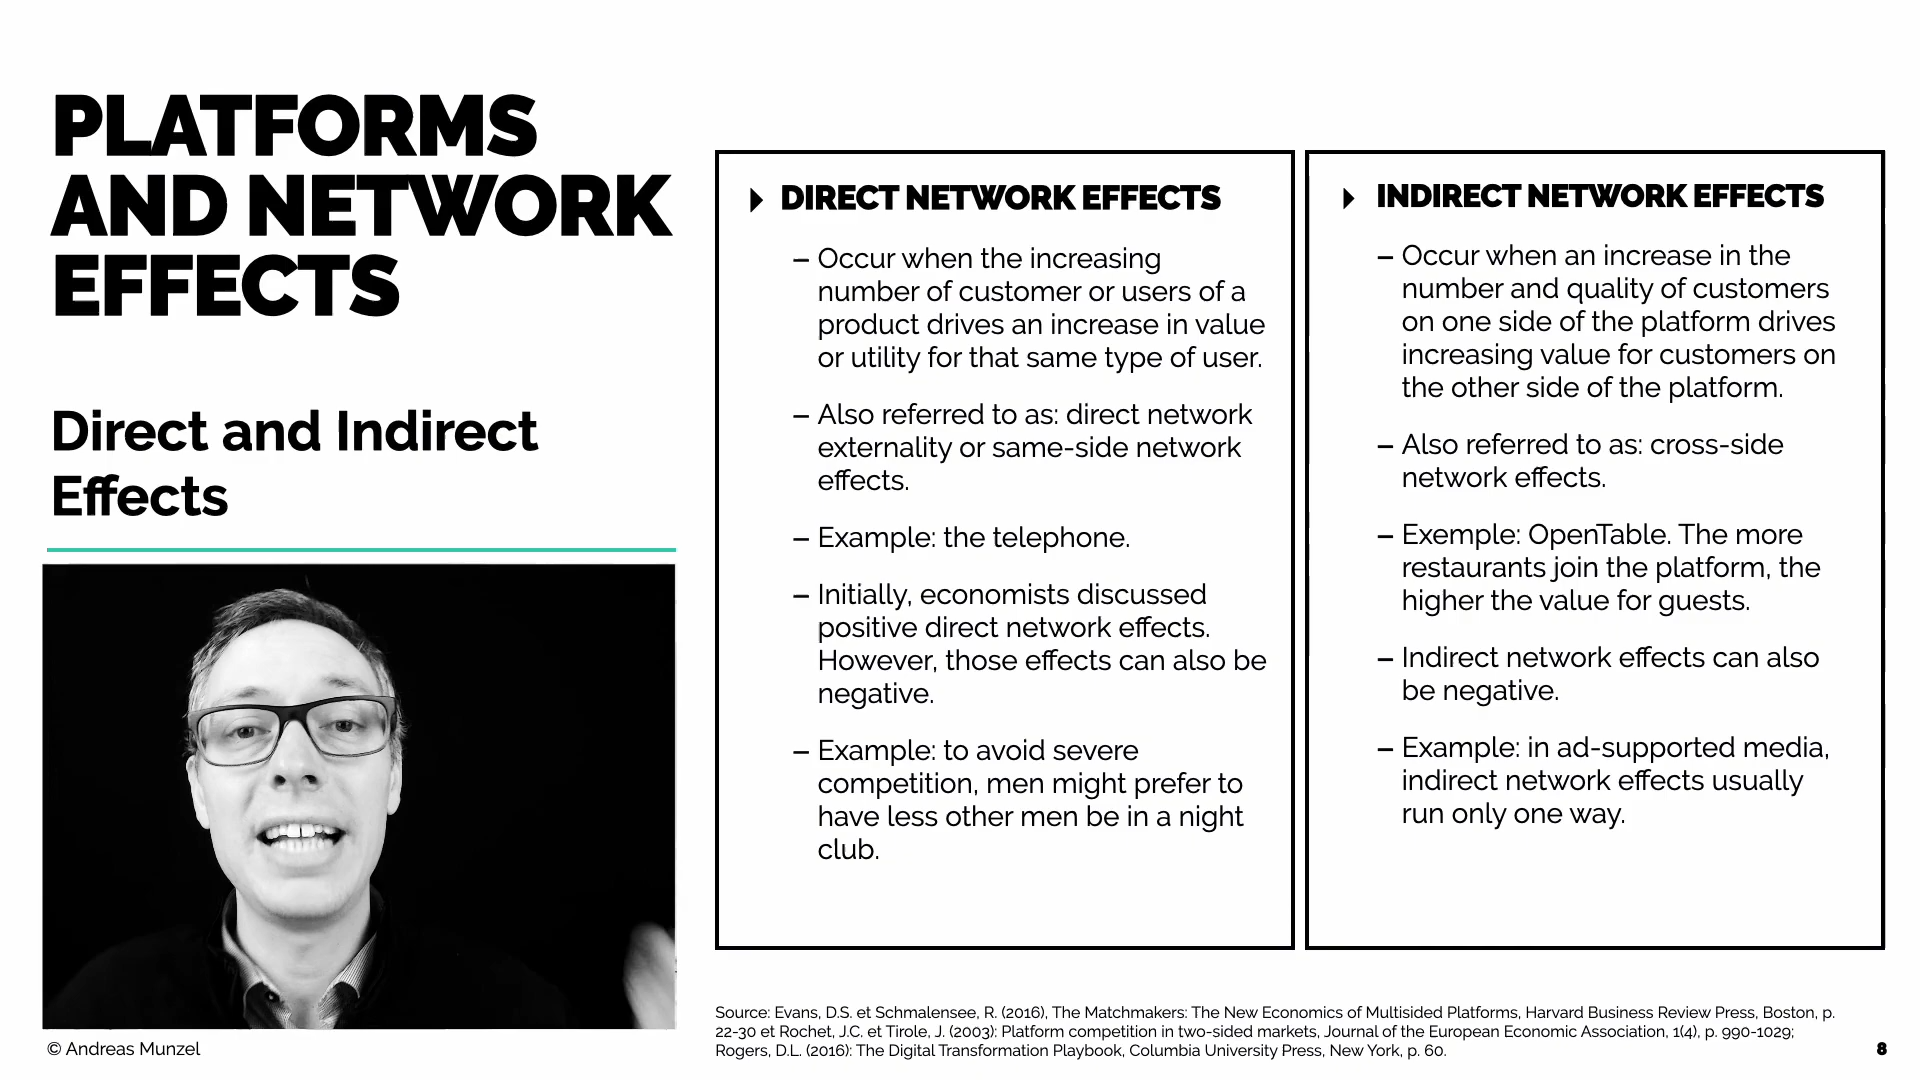 PLATFORMS
AND NETWORK
EFFECTS
Direct and Indirect
Effects
© Andreas Munzel
DIRECT NETWORK EFFECTS
– Occur when the increasing
number of customer or users of a
product drives an increase in value
or utility for that same type of user.
– Also referred to as: direct network
externality or same-side network
effects.
– Example: the telephone.
– Initially, economists discussed
positive direct network effects.
However, those effects can also be
negative.
– Example: to avoid severe
competition, men might prefer to
have less other men be in a night
club.
INDIRECT NETWORK EFFECTS
– Occur when an increase in the
number and quality of customers
on one side of the platform drives
increasing value for customers on
the other side of the platform.
– Also referred to as: cross-side
network effects.
– Exemple: OpenTable. The more
restaurants join the platform, the
higher the value for guests.
– Indirect network effects can also
be negative.
– Example: in ad-supported media,
indirect network effects usually
run only one way.
Source: Evans, D.S. et Schmalensee, R. (2016), The Matchmakers: The New Economics of Multisided Platforms, Harvard Business Review Press, Boston, p.
22-30 et Rochet, J.C. et Tirole, J. (2003): Platform competition in two-sided markets, Journal of the European Economic Association, 1(4), p. 990-1029;
Rogers, D.L. (2016): The Digital Transformation Playbook, Columbia University Press, New York, p. 60.
8